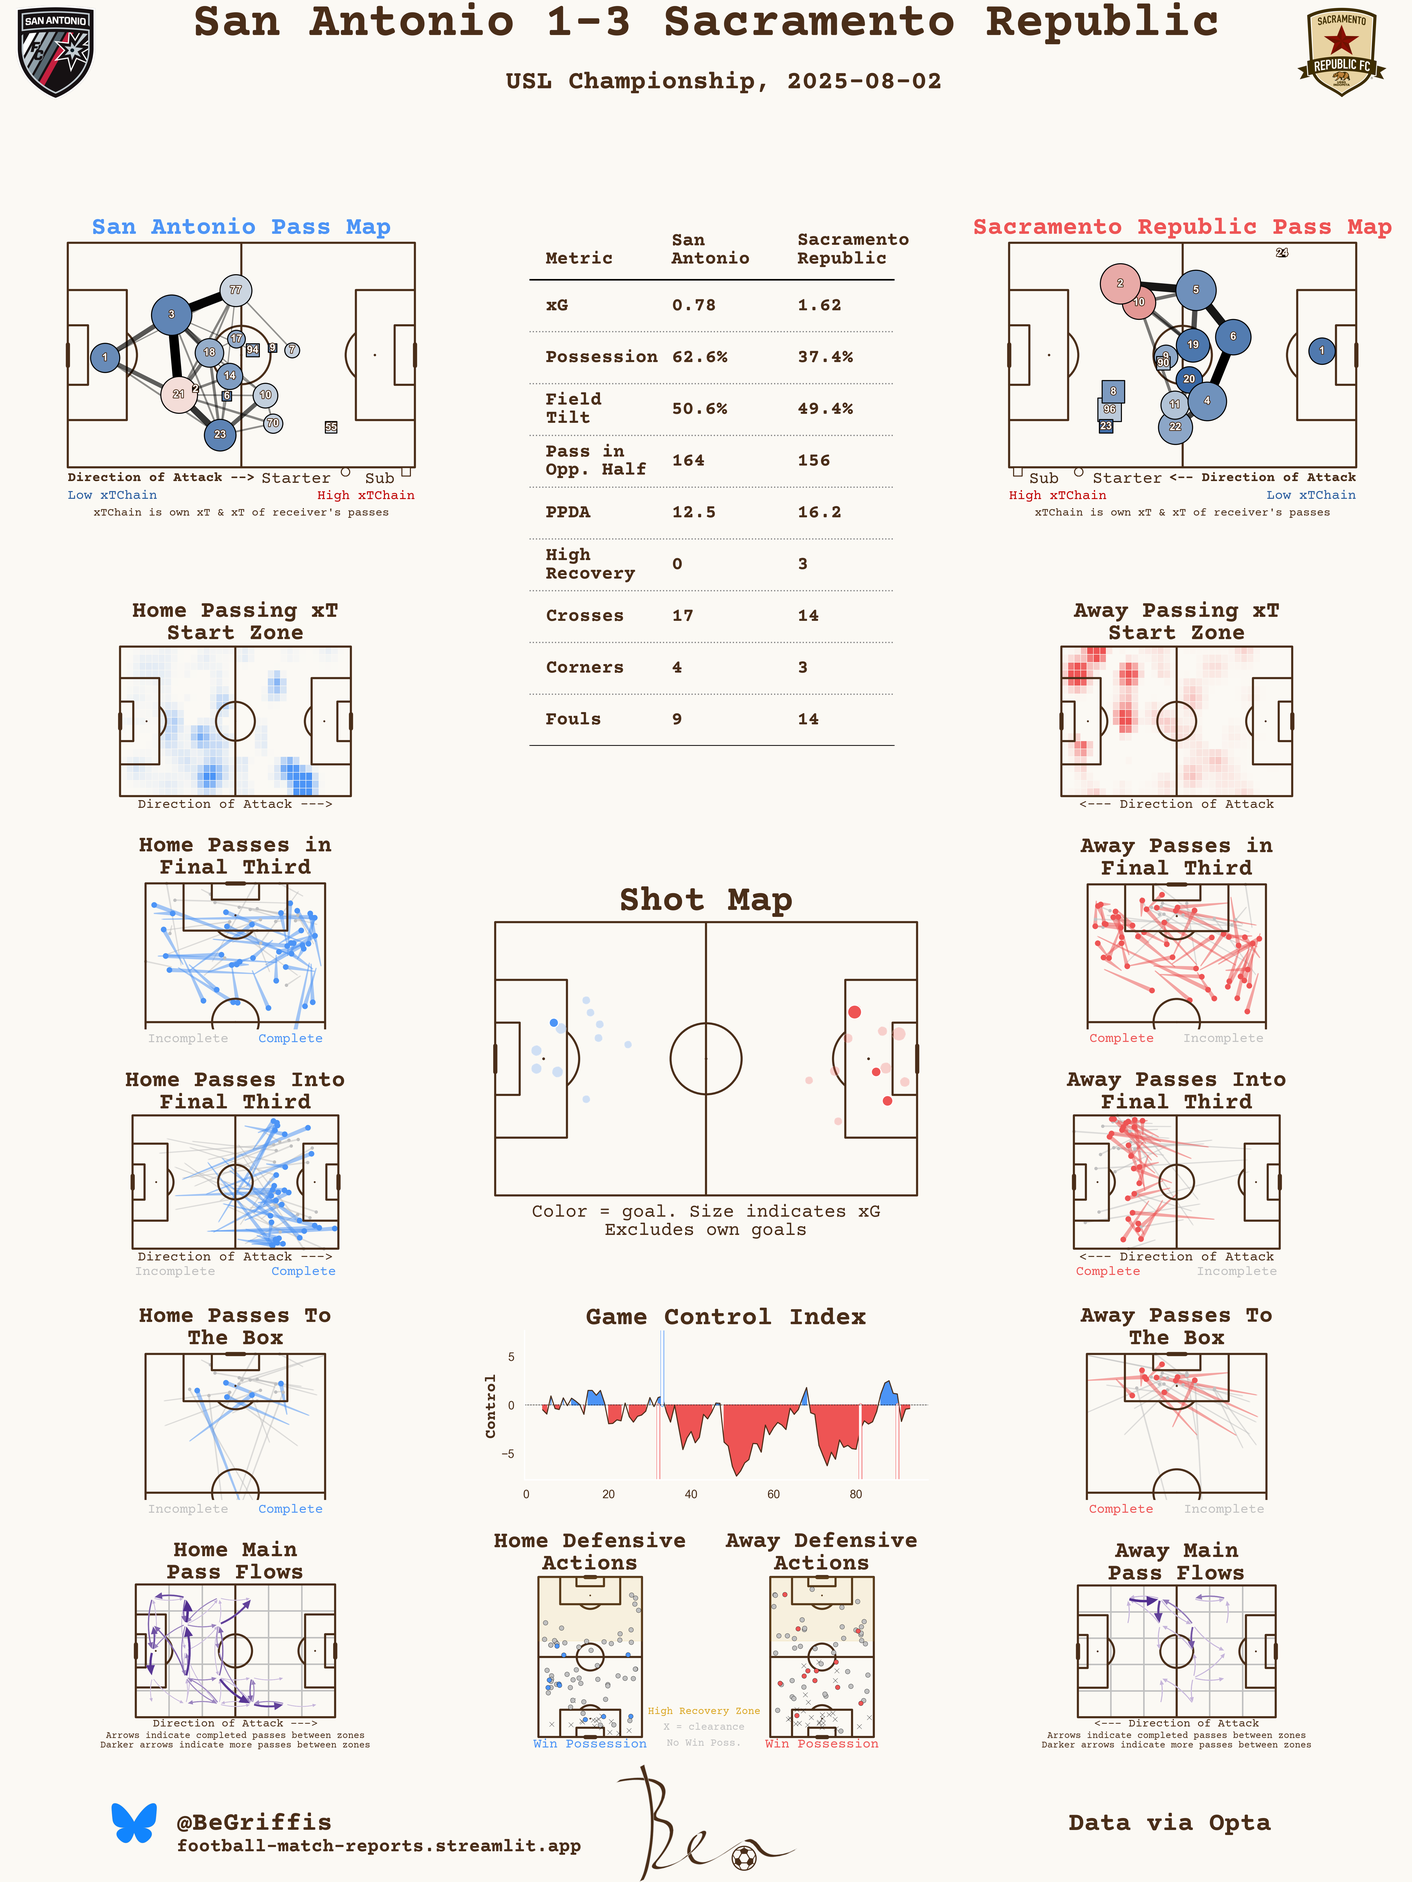 San Antonio 1-3 Sacramento Republic
USL Championship, 2025-08-02
SAN ANTONIO
FC
SACRAMENTO
REPUBLIC FC
San Antonio Pass Map
77
3
17
94
9
7
18
1
14
2
21
6
10
70
23
55
Direction of Attack --> Starter Sub
Low xTChain High xTChain
xTChain is own xT & xT of receiver's passes
Metric San Antonio Sacramento Republic
xG 0.78 1.62
Possession 62.6% 37.4%
Field Tilt 50.6% 49.4%
Pass in Opp. Half 164 156
PPDA 12.5 16.2
High Recovery 0 3
Crosses 17 14
Corners 4 3
Fouls 9 14
Sacramento Republic Pass Map
24
2
5
10
6
19
9
1
90
20
8
4
11
96
23
22
Sub Starter <-- Direction of Attack
High xTChain Low xTChain
xTChain is own xT & xT of receiver's passes
Home Passing xT
Start Zone
Direction of Attack --->
Away Passing xT
Start Zone
<--- Direction of Attack
Home Passes in
Final Third
Incomplete Complete
Away Passes in
Final Third
Complete Incomplete
Shot Map
Color = goal. Size indicates xG
Excludes own goals
Home Passes Into
Final Third
Direction of Attack --->
Incomplete Complete
Away Passes Into
Final Third
<--- Direction of Attack
Complete Incomplete
Home Passes To
The Box
Incomplete Complete
Game Control Index
Control
5
0
−5
0 20 40 60 80
Away Passes To
The Box
Complete Incomplete
Home Main
Pass Flows
Direction of Attack --->
Arrows indicate completed passes between zones
Darker arrows indicate more passes between zones
Home Defensive
Actions
Win Possession
High Recovery Zone
X = clearance
No Win Poss.
Away Defensive
Actions
Win Possession
Away Main
Pass Flows
<--- Direction of Attack
Arrows indicate completed passes between zones
Darker arrows indicate more passes between zones
@BeGriffis
football-match-reports.streamlit.app
Ben
Data via Opta